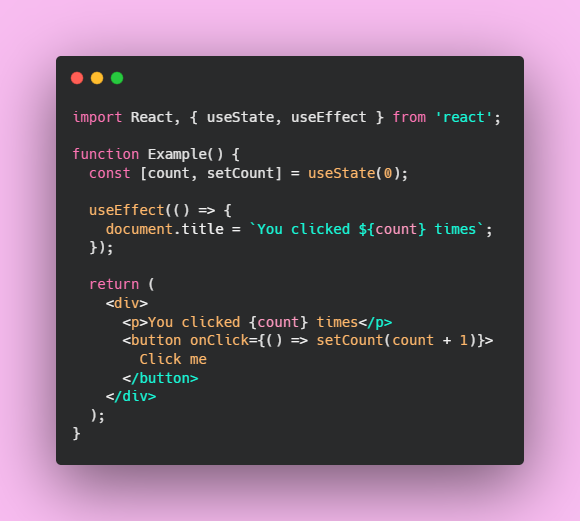 import React, { useState, useEffect } from 'react';
function Example() {
  const [count, setCount] = useState(0);
  useEffect(() => {
    document.title = `You clicked ${count} times`;
  });
  return (
    <div>
      <p>You clicked {count} times</p>
      <button onClick={() => setCount(count + 1)}>
        Click me
      </button>
    </div>
  );
}